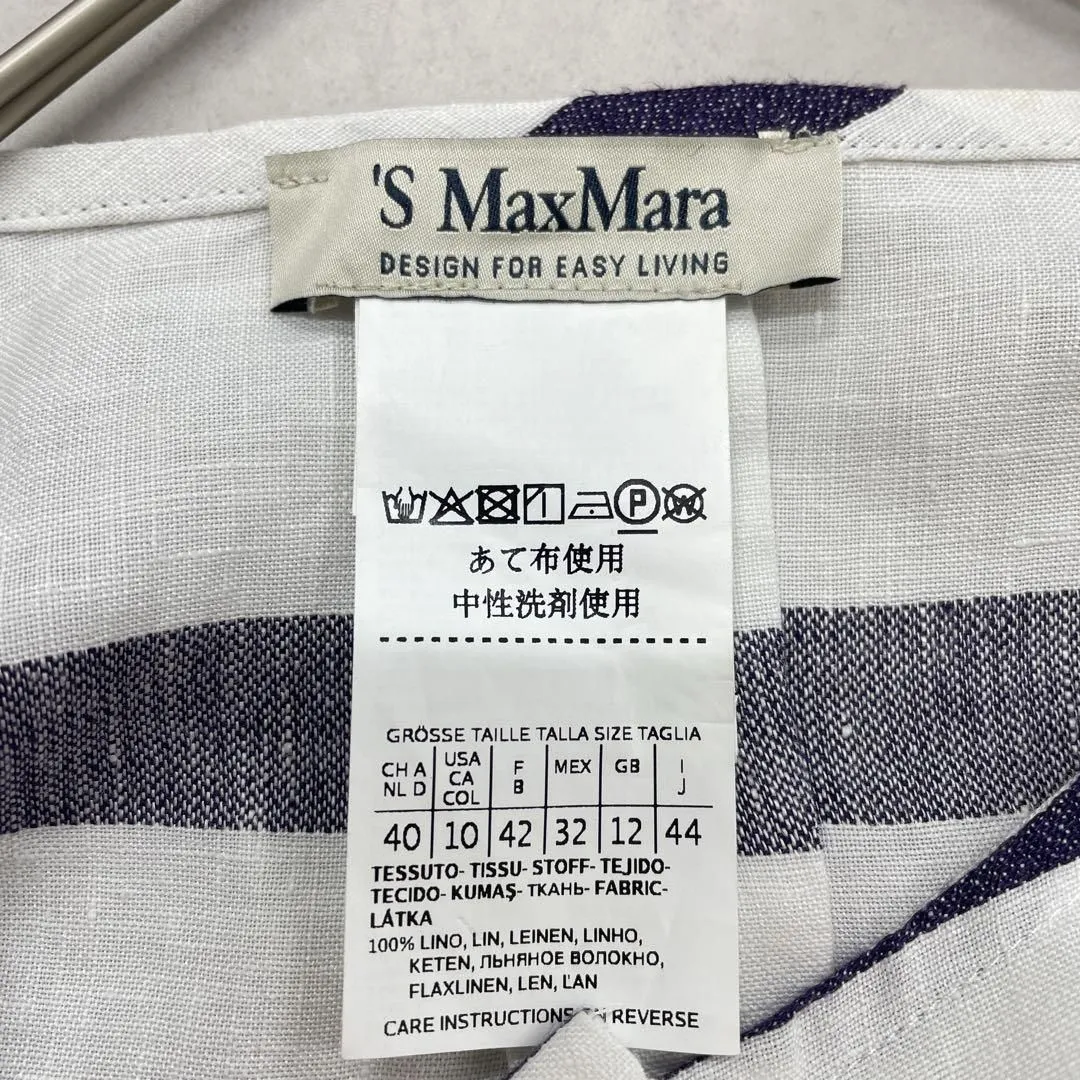 'S MaxMara
DESIGN FOR EASY LIVING
P W
あて布使用
中性洗剤使用
GRÖSSE TAILLE TALLA SIZE TAGLIA
CH A NL D | USA CA COL | F B | MEX | GB | I J
40 | 10 | 42 | 32 | 12 | 44
TESSUTO- TISSU- STOFF- TEJIDO-
TECIDO- KUMAŞ- ТКАНЬ- FABRIC-
LÁTKA
100% LINO, LIN, LEINEN, LINHO,
KETEN, ЛЬНЯНОЕ ВОЛОКНО,
FLAXLINEN, LEN, ĽAN
CARE INSTRUCTIONS ON REVERSE